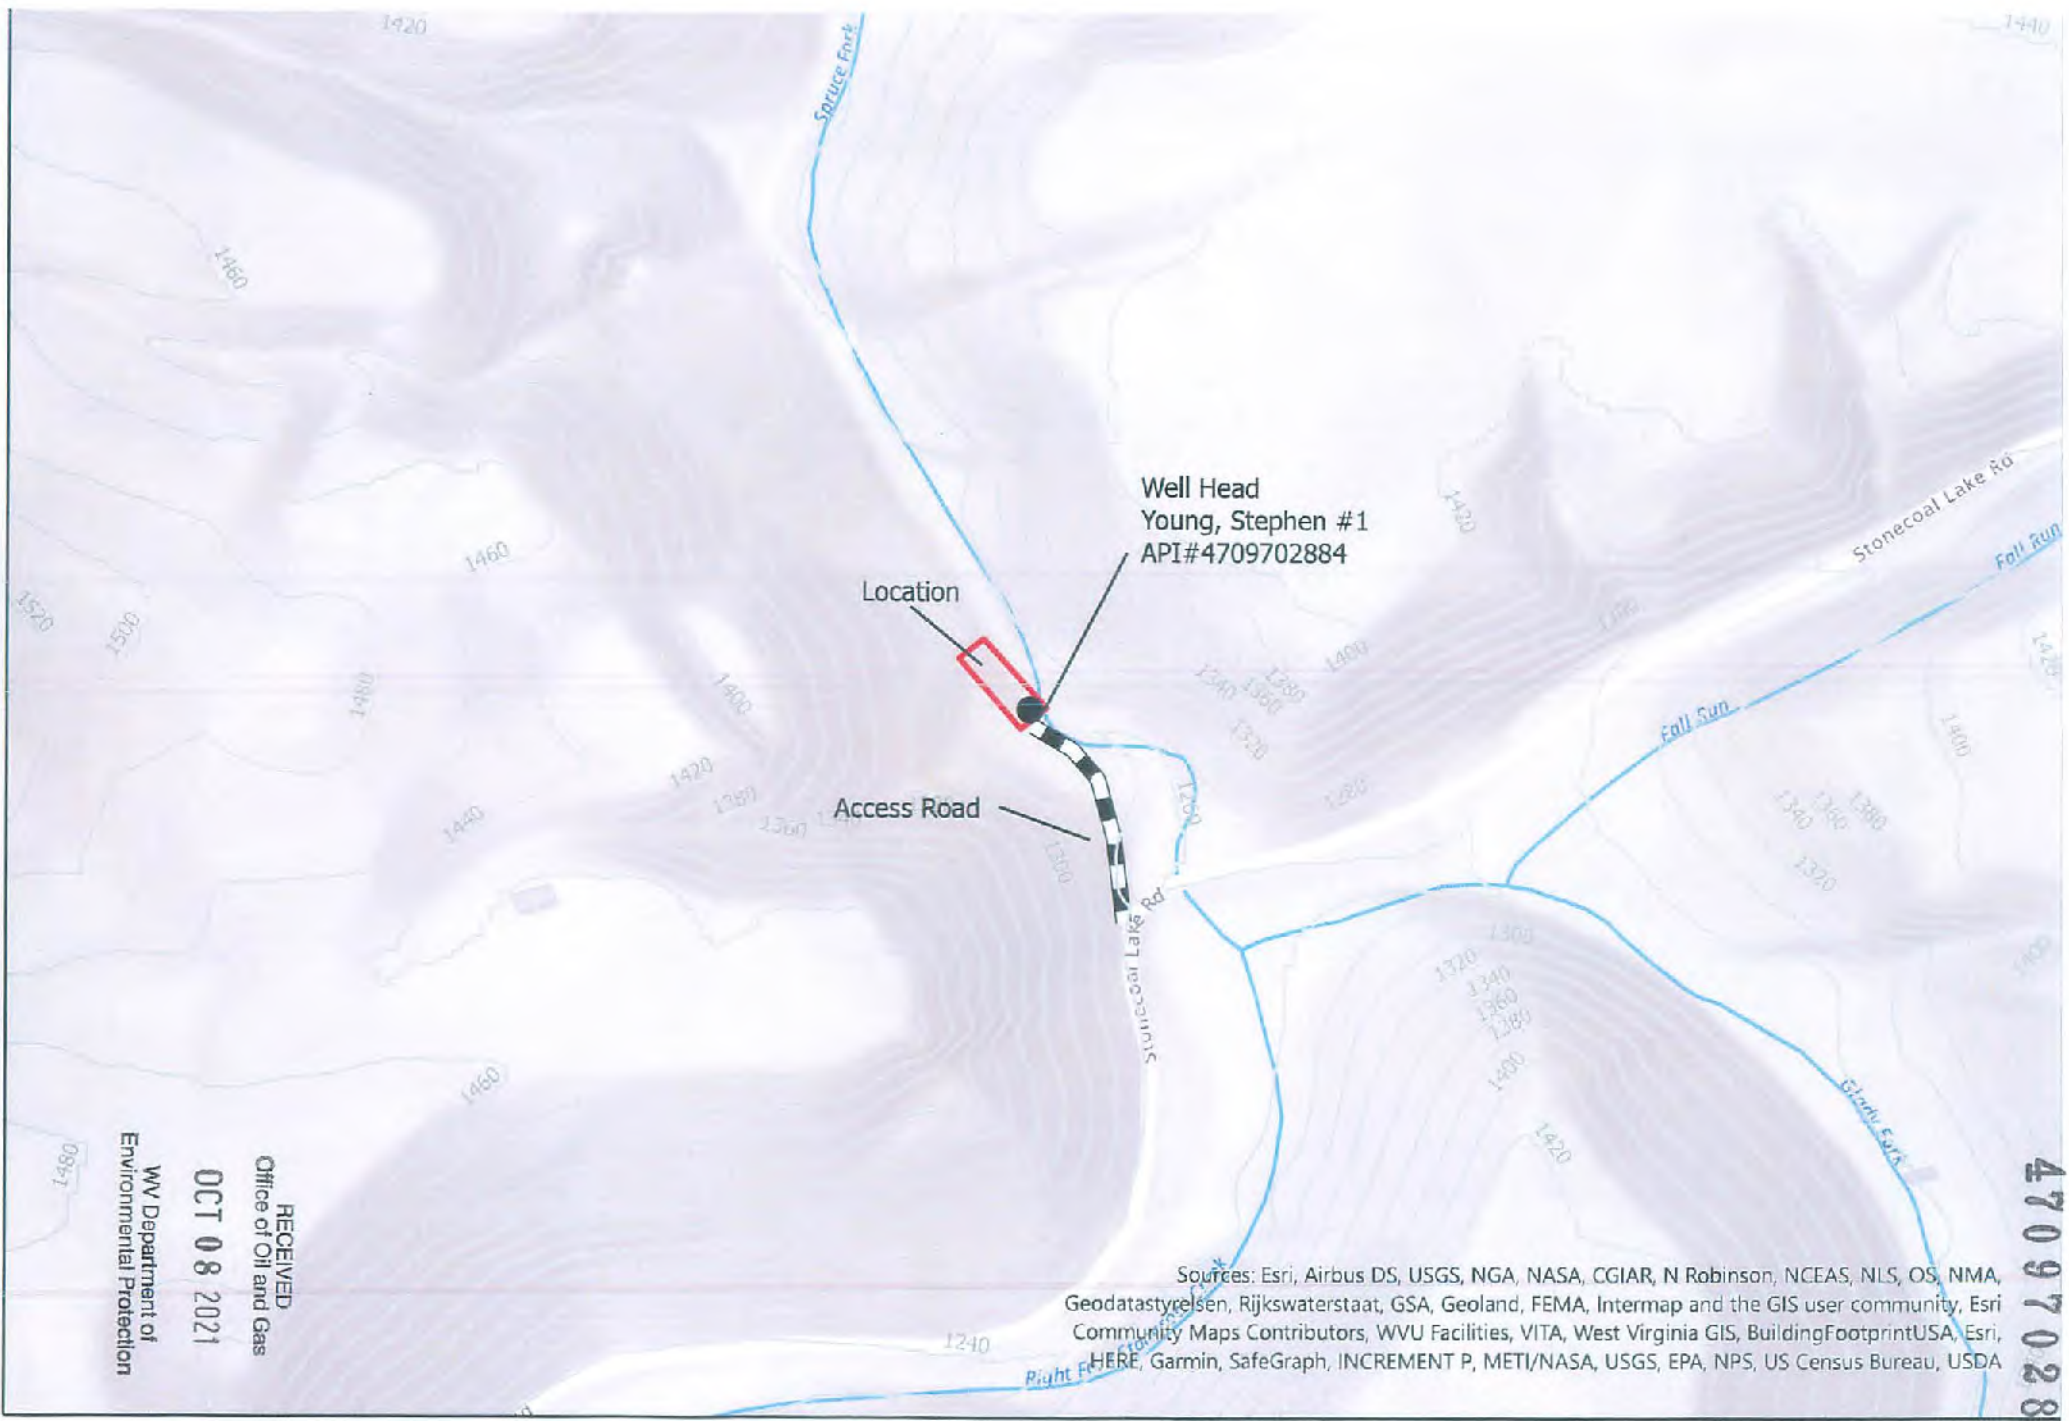 1420
1440
Spruce Fork
1460
Well Head
Young, Stephen #1
API#4709702884
Location
Stonecoal Lake Rd
Fall Run
1420
1460
1520
1500
1480
1400
1400
1380
1360
1340
1320
1280
1420
1380
1360
1440
Access Road
1300
1260
Fall Run
1400
1380
1360
1340
1320
Stonecoal Lake Rd
1300
1320
1340
1360
1380
1400
1420
1400
1460
1480
Glady Fork
RECEIVED
Office of Oil and Gas
OCT 08 2021
WV Department of
Environmental Protection
1240
Right
Sources: Esri, Airbus DS, USGS, NGA, NASA, CGIAR, N Robinson, NCEAS, NLS, OS, NMA,
Geodatastyrelsen, Rijkswaterstaat, GSA, Geoland, FEMA, Intermap and the GIS user community, Esri
Community Maps Contributors, WVU Facilities, VITA, West Virginia GIS, BuildingFootprintUSA, Esri,
HERE, Garmin, SafeGraph, INCREMENT P, METI/NASA, USGS, EPA, NPS, US Census Bureau, USDA
4709702 8